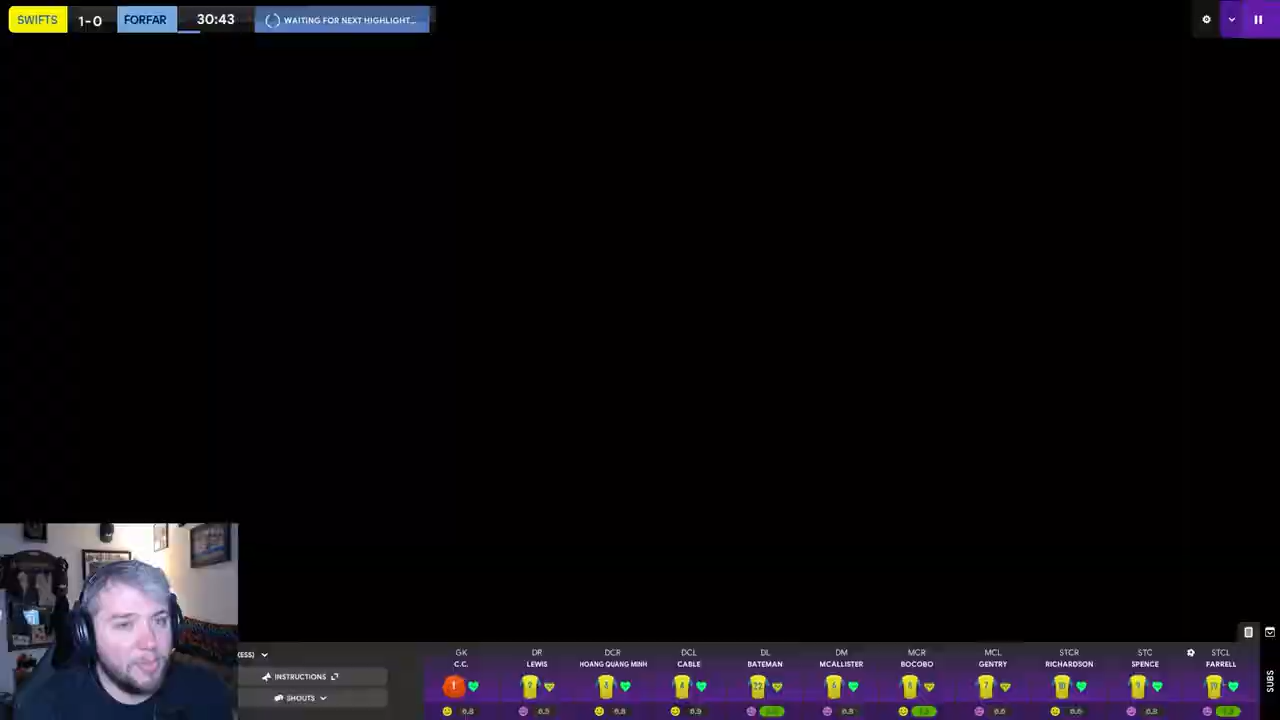 SWIFTS 1-0 FORFAR 30:43 WAITING FOR NEXT HIGHLIGHT...
GK DR DCR DCL DL DM MCR MCL STCR STC STCL
C.C. LEWIS HOANG QUANG MINH CABLE BATEMAN MCALLISTER BOCOBO GENTRY RICHARDSON SPENCE FARRELL
INSTRUCTIONS
SHOUTS
SUBS